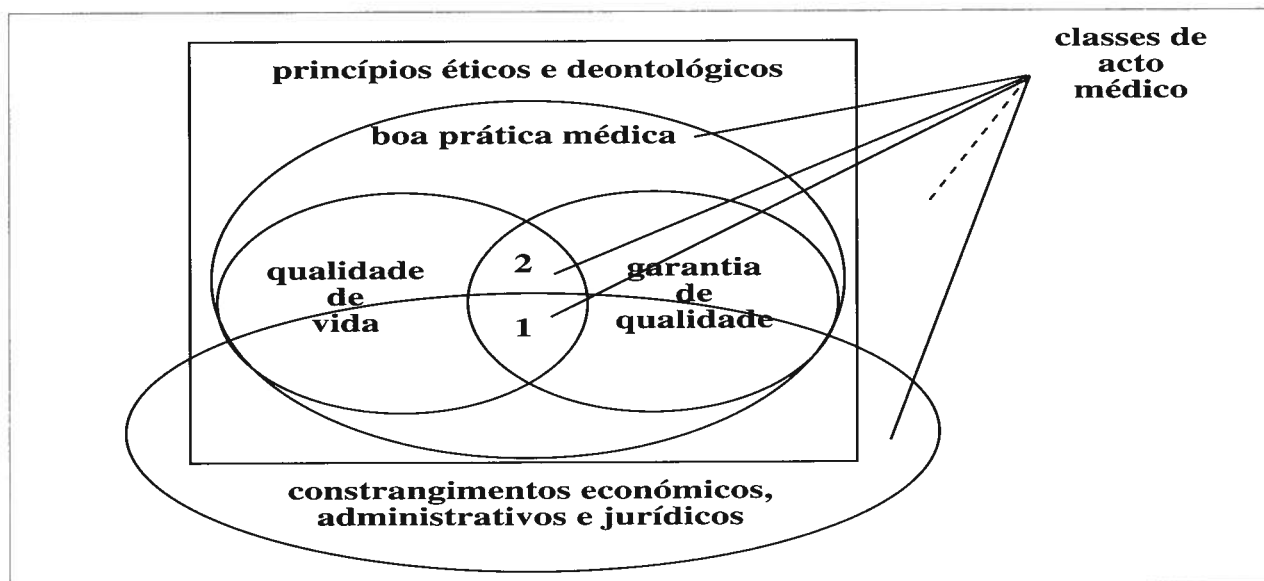 classes de
acto
médico
princípios éticos e deontológicos
boa prática médica
qualidade
de
vida
2
1
garantia
de
qualidade
constrangimentos económicos,
administrativos e jurídicos